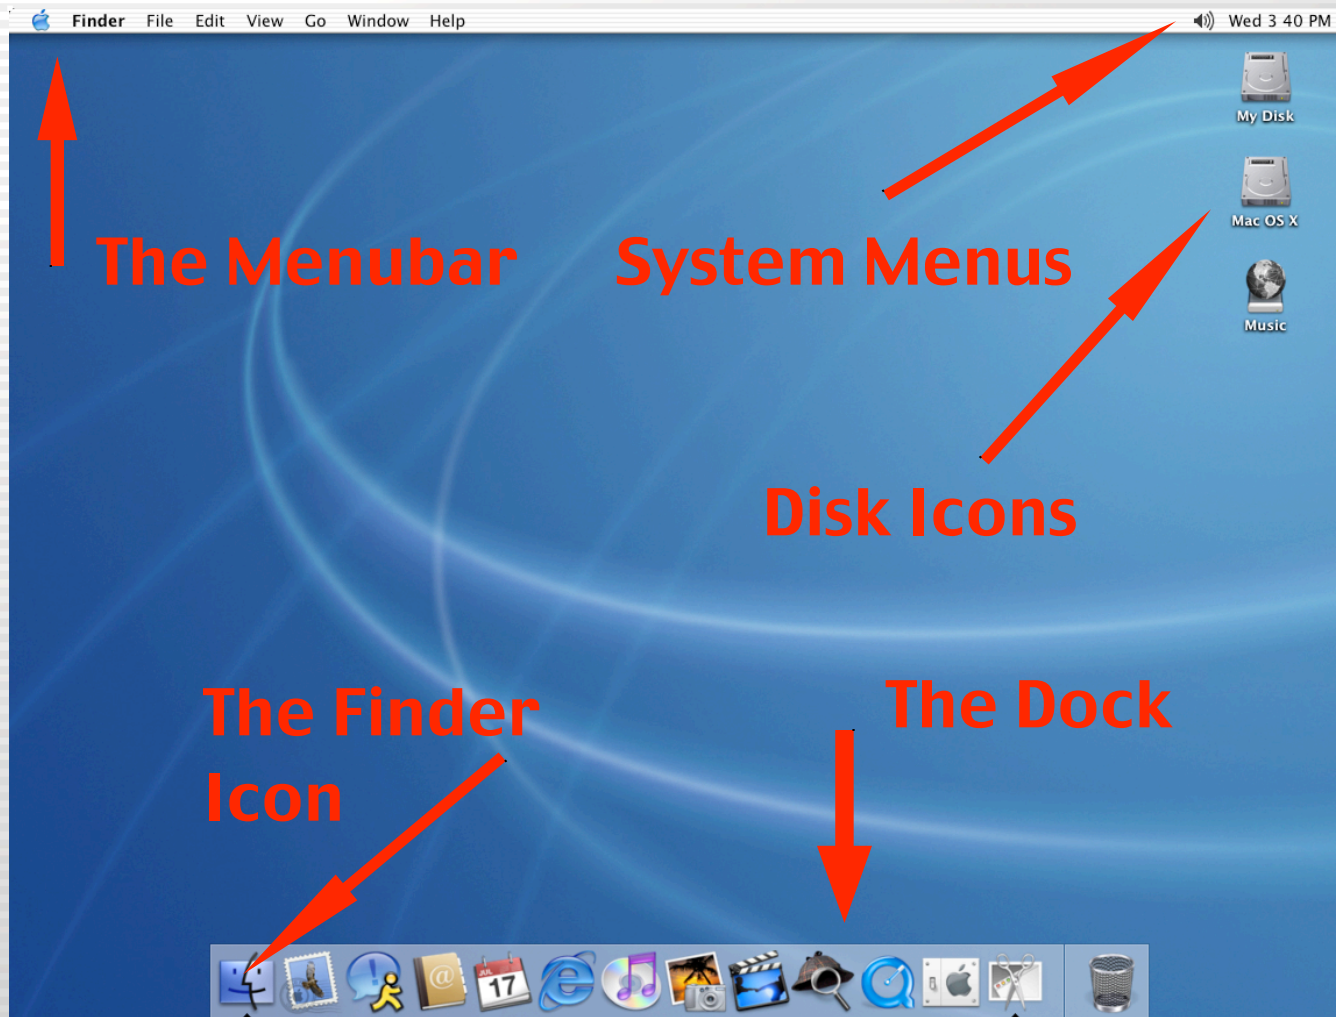 Finder File Edit View Go Window Help
Wed 3 40 PM
My Disk
Mac OS X
The Menubar
System Menus
Music
Disk Icons
The Finder
Icon
The Dock
@
JUL
17